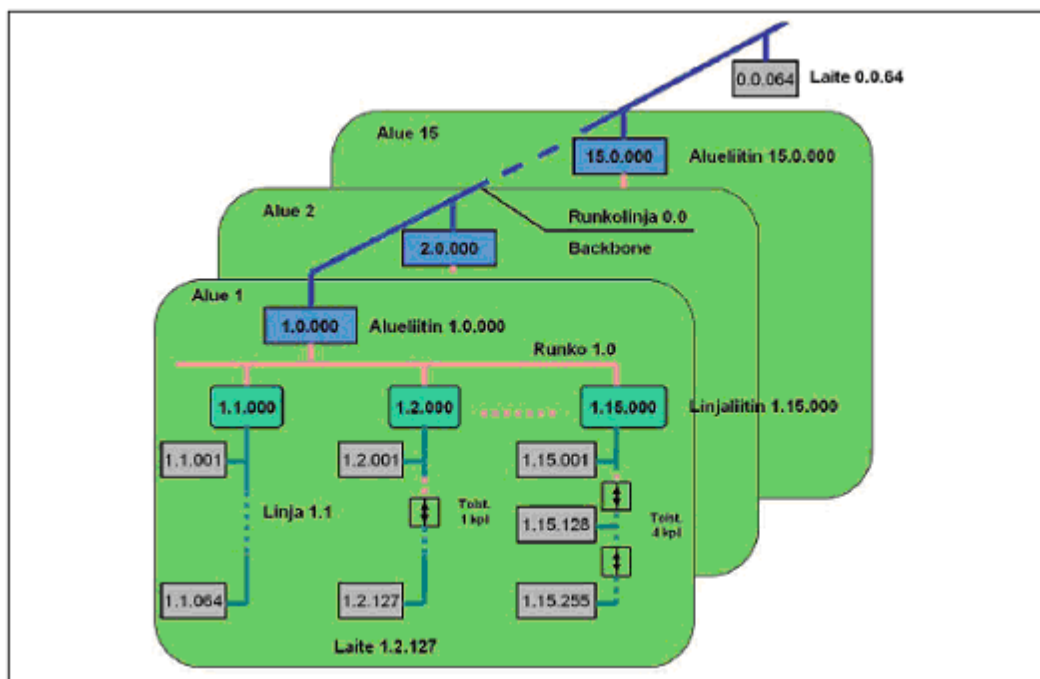 0.0.064 Laite 0.0.64
Alue 15
15.0.000 Alueliitin 15.0.000
Alue 2
Runkolinja 0.0
2.0.000
Backbone
Alue 1
1.0.000 Alueliitin 1.0.000
Runko 1.0
1.1.000 1.2.000 1.15.000 Linjaliitin 1.15.000
1.1.001 1.2.001 1.15.001
Linja 1.1
Toist.
1 kpl
1.15.128
Toist.
4 kpl
1.1.064 1.2.127 1.15.255
Laite 1.2.127